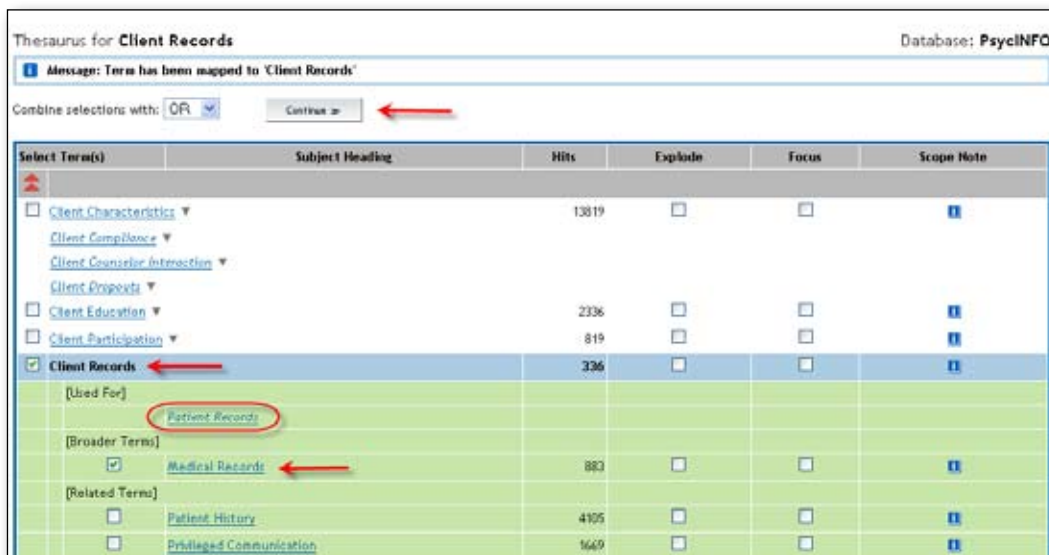 Thesaurus for Client Records Database: PsycINFO
Message: Term has been mapped to 'Client Records'
Combine selections with: OR Continue
Select Term(s) Subject Heading Hits Explode Focus Scope Note
Client Characteristics 13819
Client Compliance
Client Counselor Interaction
Client Dropouts
Client Education 2336
Client Participation 819
Client Records 336
[Used For]
Patient Records
[Broader Terms]
Medical Records 883
[Related Terms]
Patient History 4105
Privileged Communication 1669